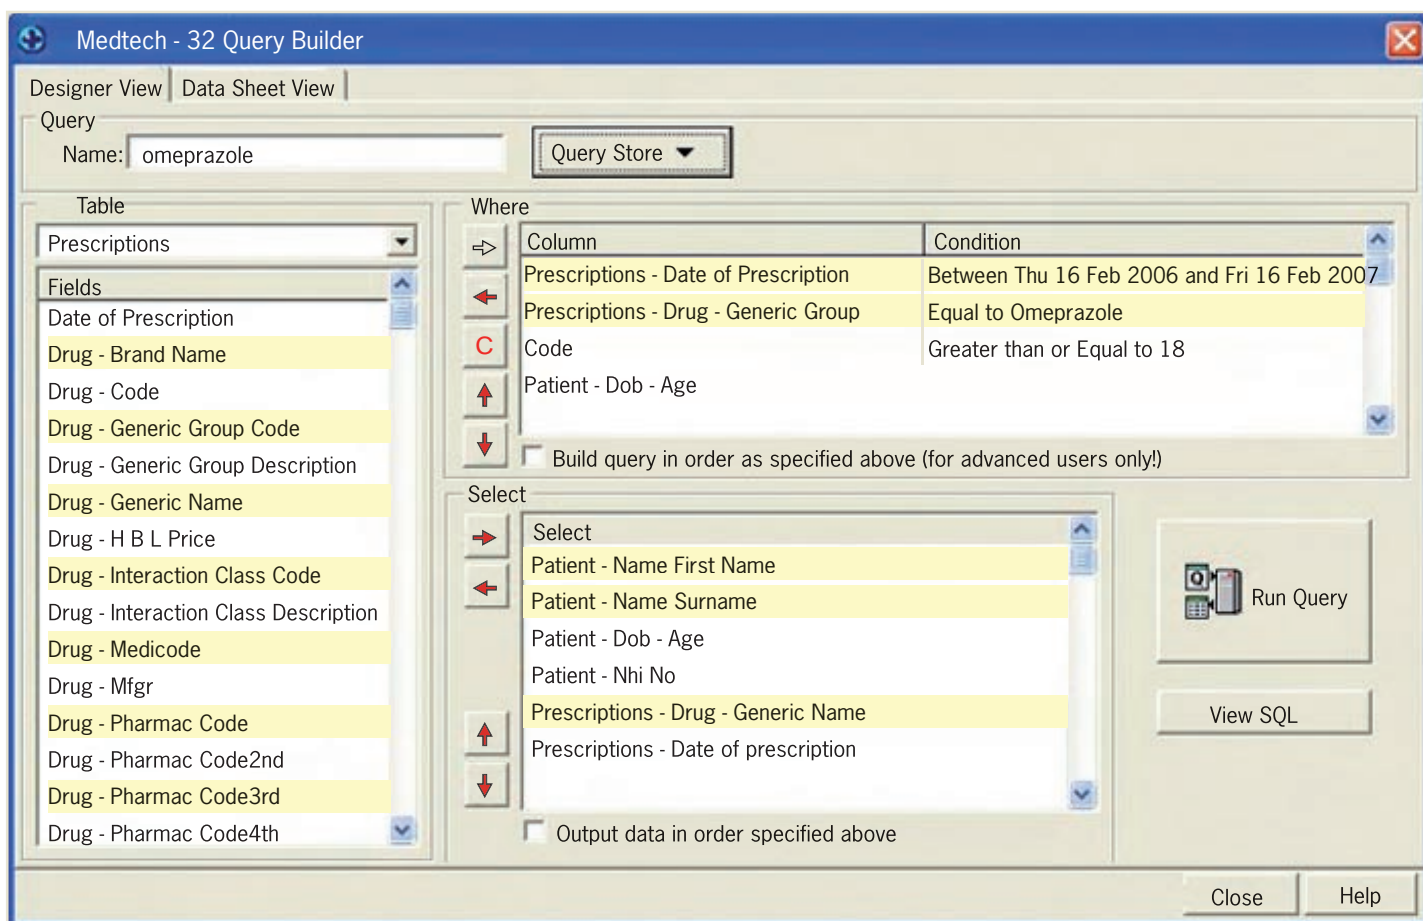 Medtech - 32 Query Builder
Designer View Data Sheet View
Query
Name: omeprazole Query Store
Table
Prescriptions
Fields
Date of Prescription
Drug - Brand Name
Drug - Code
Drug - Generic Group Code
Drug - Generic Group Description
Drug - Generic Name
Drug - H B L Price
Drug - Interaction Class Code
Drug - Interaction Class Description
Drug - Medicode
Drug - Mfgr
Drug - Pharmac Code
Drug - Pharmac Code2nd
Drug - Pharmac Code3rd
Drug - Pharmac Code4th
Where
Column Condition
Prescriptions - Date of Prescription Between Thu 16 Feb 2006 and Fri 16 Feb 2007
Prescriptions - Drug - Generic Group Equal to Omeprazole
C Code Greater than or Equal to 18
Patient - Dob - Age
Build query in order as specified above (for advanced users only!)
Select
Select
Patient - Name First Name
Patient - Name Surname
Patient - Dob - Age
Patient - Nhi No
Prescriptions - Drug - Generic Name
Prescriptions - Date of prescription
Output data in order specified above
Q
Run Query
View SQL
Close Help